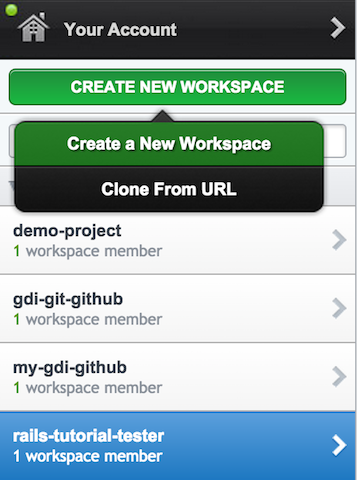 Your Account
CREATE NEW WORKSPACE
Create a New Workspace
Clone From URL
demo-project
1 workspace member
gdi-git-github
1 workspace member
my-gdi-github
1 workspace member
rails-tutorial-tester
1 workspace member